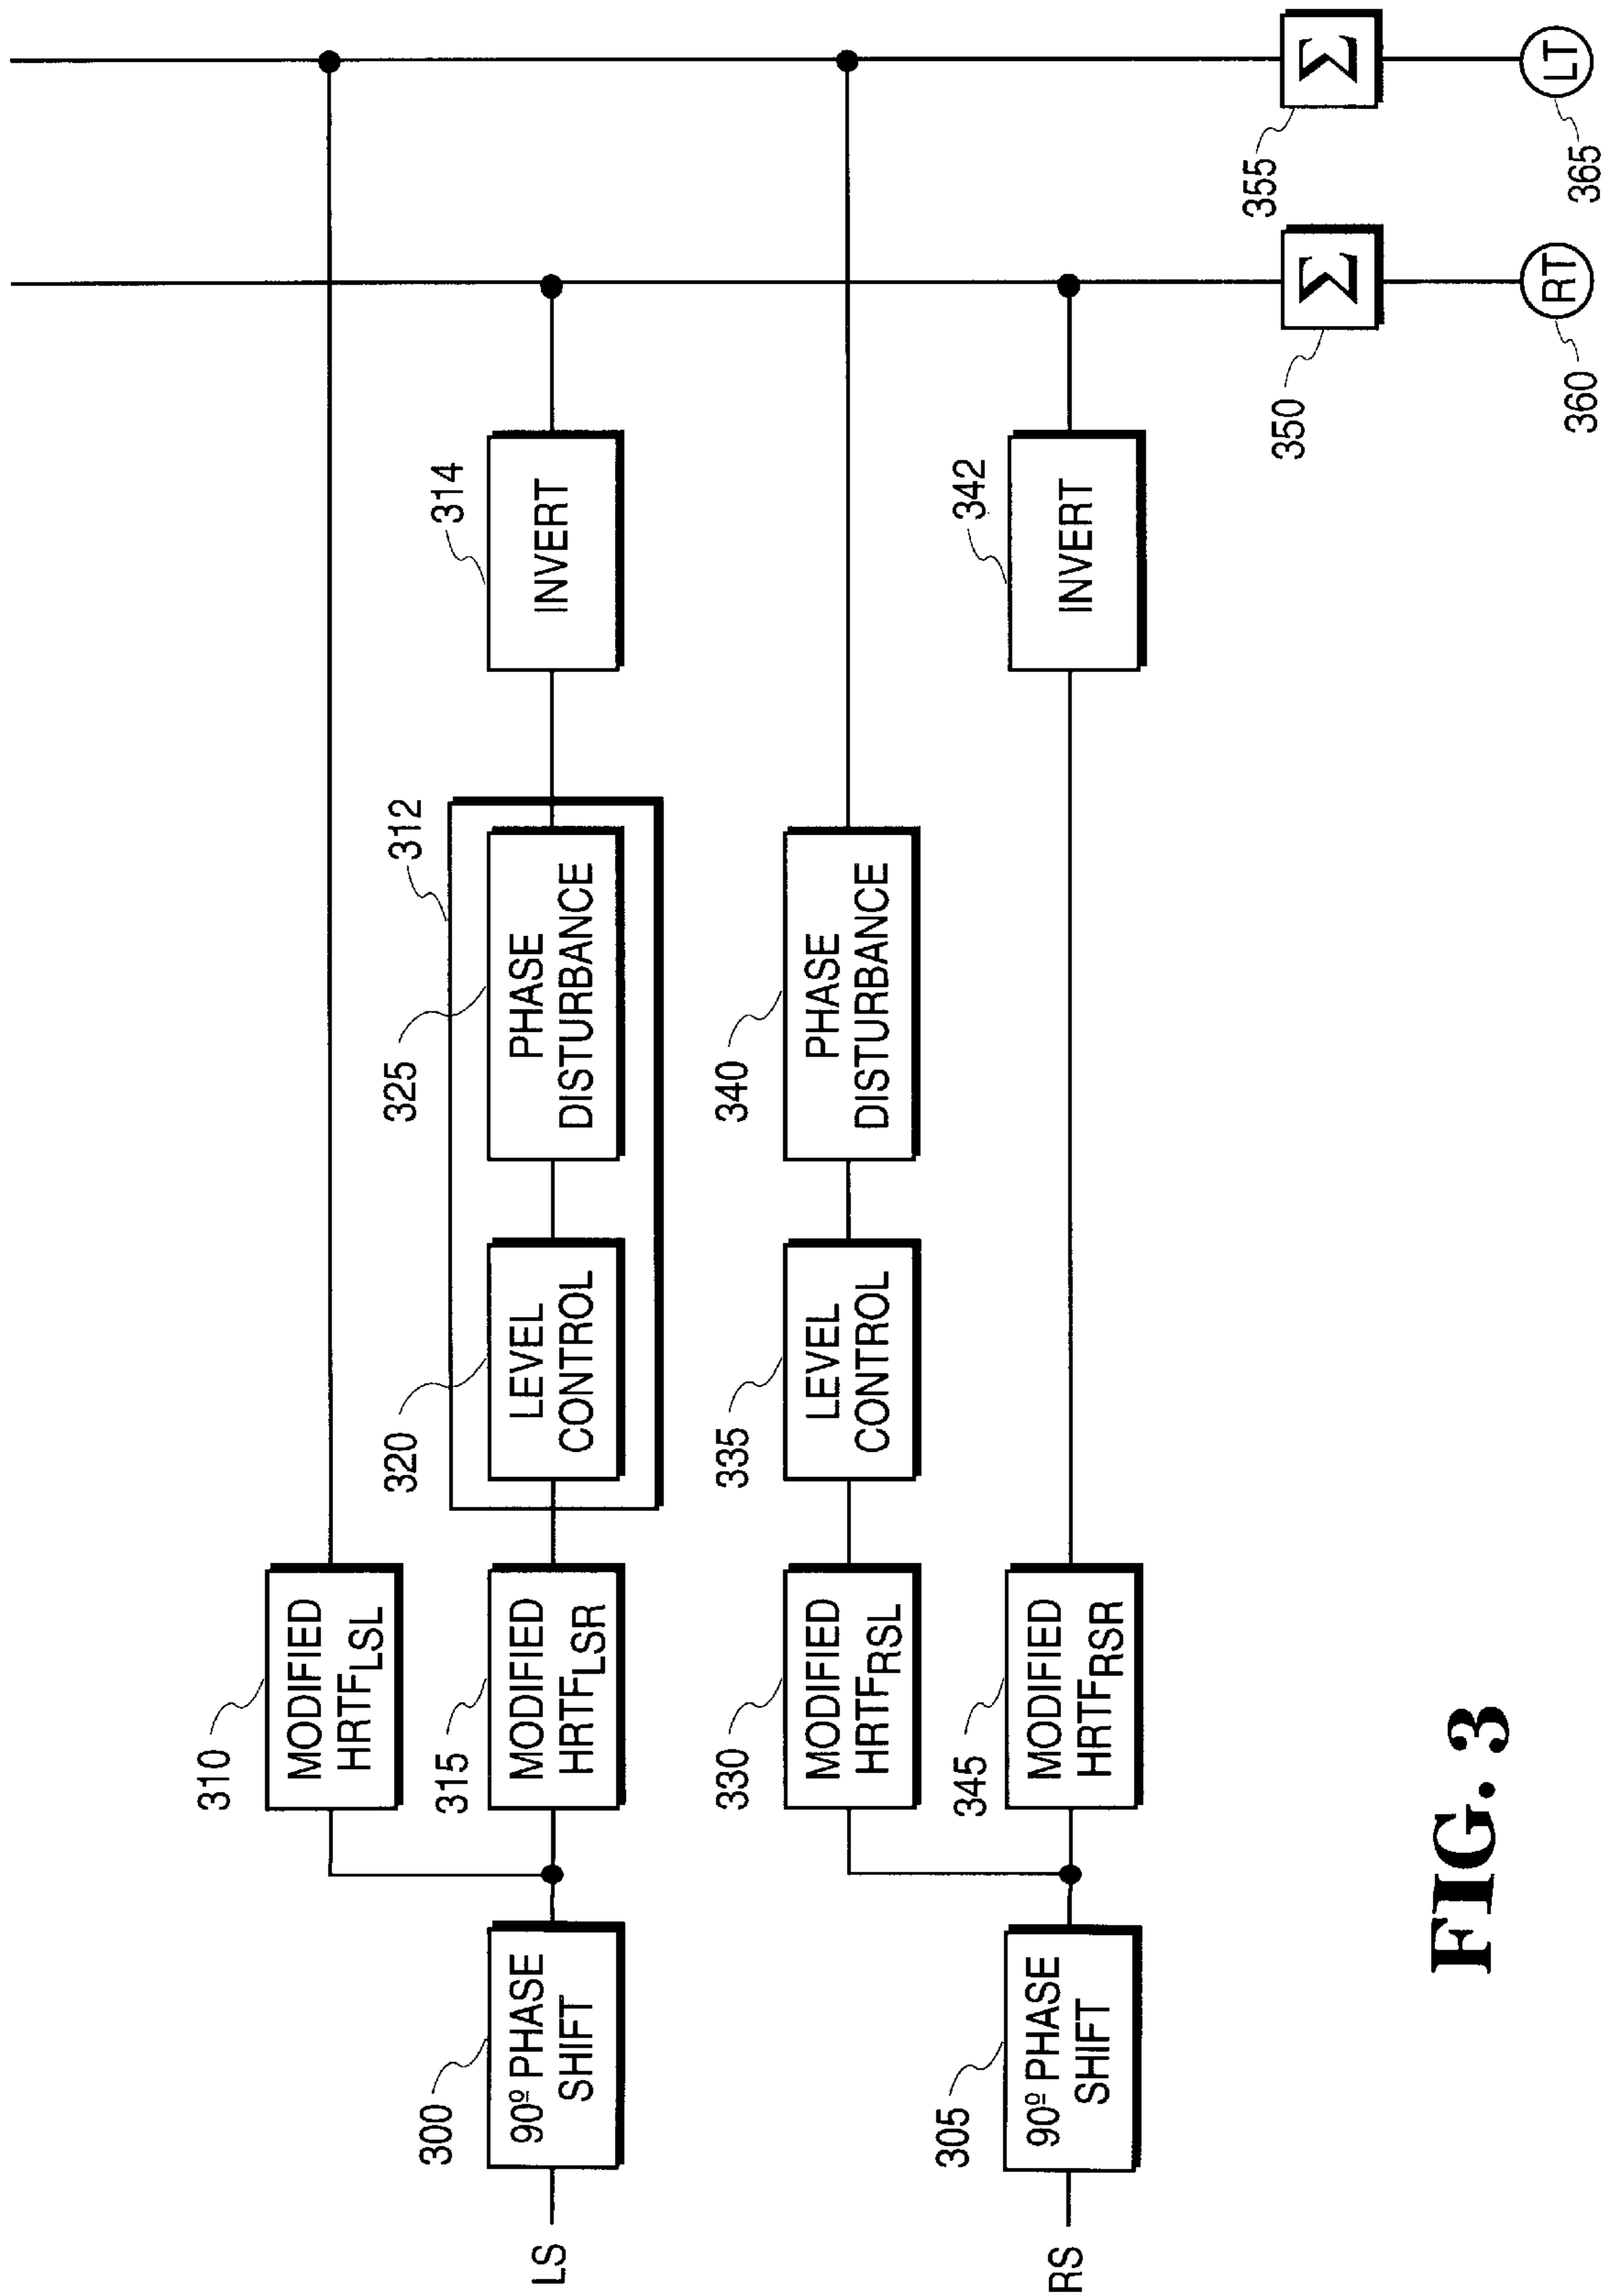 LS
300
90º PHASE
SHIFT
310
MODIFIED
HRTFLSL
315
MODIFIED
HRTFLSR
312
320
LEVEL
CONTROL
325
PHASE
DISTURBANCE
314
INVERT
RS
305
90º PHASE
SHIFT
330
MODIFIED
HRTFRSL
335
LEVEL
CONTROL
340
PHASE
DISTURBANCE
345
MODIFIED
HRTFRSR
342
INVERT
350
Σ
360
RT
355
Σ
365
LT
FIG. 3